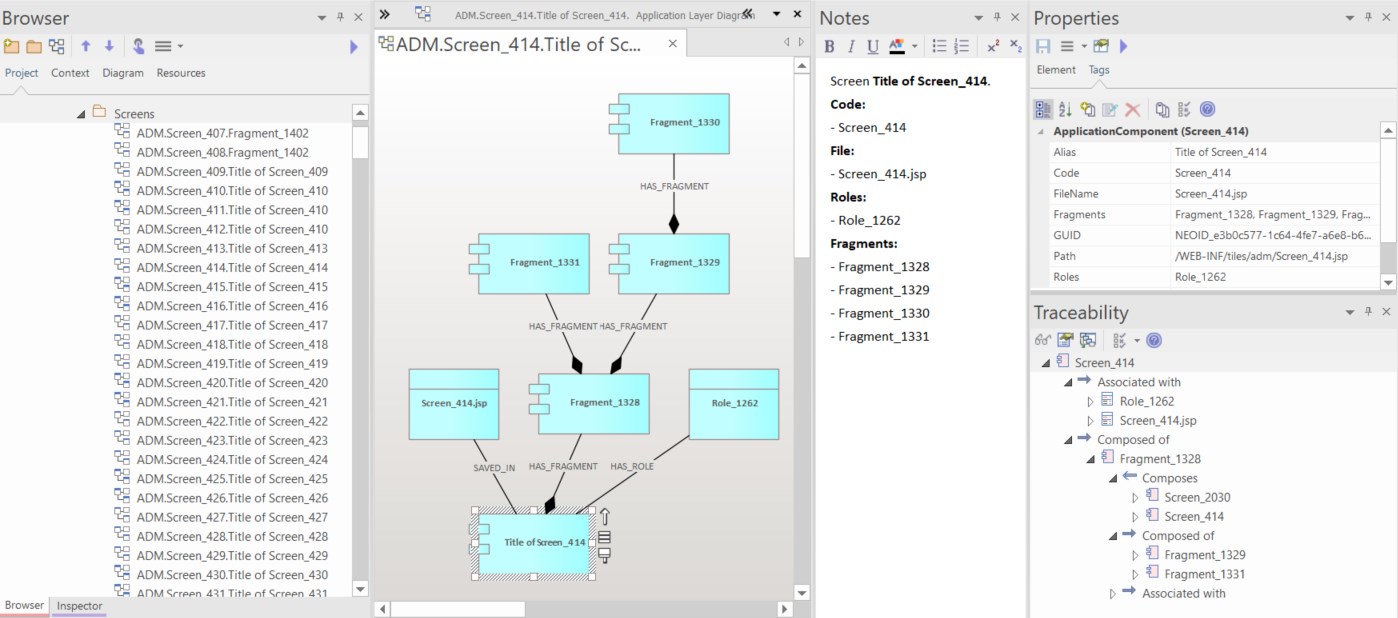 Browser
Project Context Diagram Resources
Screens
ADM.Screen_407.Fragment_1402
ADM.Screen_408.Fragment_1402
ADM.Screen_409.Title of Screen_409
ADM.Screen_410.Title of Screen_410
ADM.Screen_411.Title of Screen_410
ADM.Screen_412.Title of Screen_410
ADM.Screen_413.Title of Screen_413
ADM.Screen_414.Title of Screen_414
ADM.Screen_415.Title of Screen_415
ADM.Screen_416.Title of Screen_416
ADM.Screen_417.Title of Screen_417
ADM.Screen_418.Title of Screen_418
ADM.Screen_419.Title of Screen_419
ADM.Screen_420.Title of Screen_420
ADM.Screen_421.Title of Screen_421
ADM.Screen_422.Title of Screen_422
ADM.Screen_423.Title of Screen_423
ADM.Screen_424.Title of Screen_424
ADM.Screen_425.Title of Screen_425
ADM.Screen_426.Title of Screen_426
ADM.Screen_427.Title of Screen_427
ADM.Screen_428.Title of Screen_428
ADM.Screen_429.Title of Screen_429
ADM.Screen_430.Title of Screen_430
ADM.Screen_431.Title of Screen_431
Browser Inspector
ADM.Screen_414.Title of Screen_414. Application Layer Diagram
ADM.Screen_414.Title of Sc...
Fragment_1330
HAS_FRAGMENT
Fragment_1331
Fragment_1329
HAS_FRAGMENT
HAS_FRAGMENT
Screen_414.jsp
Fragment_1328
Role_1262
SAVED_IN
HAS_FRAGMENT
HAS_ROLE
Title of Screen_414
Notes
B I U A
Screen Title of Screen_414.
Code:
- Screen_414
File:
- Screen_414.jsp
Roles:
- Role_1262
Fragments:
- Fragment_1328
- Fragment_1329
- Fragment_1330
- Fragment_1331
Properties
Element Tags
ApplicationComponent (Screen_414)
Alias Title of Screen_414
Code Screen_414
FileName Screen_414.jsp
Fragments Fragment_1328, Fragment_1329, Frag...
GUID NEOID_e3b0c577-1c64-4fe7-a6e8-b6...
Path /WEB-INF/tiles/adm/Screen_414.jsp
Roles Role_1262
Traceability
Screen_414
Associated with
Role_1262
Screen_414.jsp
Composed of
Fragment_1328
Composes
Screen_2030
Screen_414
Composed of
Fragment_1329
Fragment_1331
Associated with